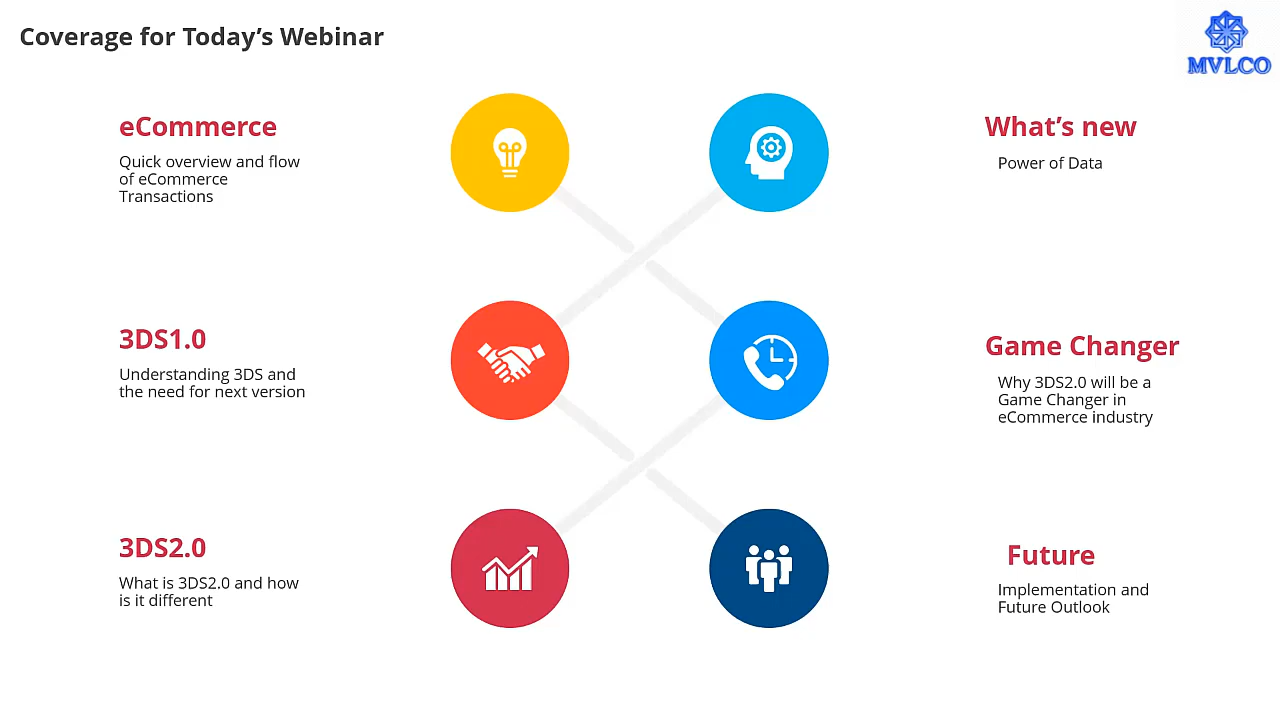 Coverage for Today’s Webinar
MVLCO
eCommerce
Quick overview and flow
of eCommerce
Transactions
3DS1.0
Understanding 3DS and
the need for next version
3DS2.0
What is 3DS2.0 and how
is it different
What’s new
Power of Data
Game Changer
Why 3DS2.0 will be a
Game Changer in
eCommerce industry
Future
Implementation and
Future Outlook